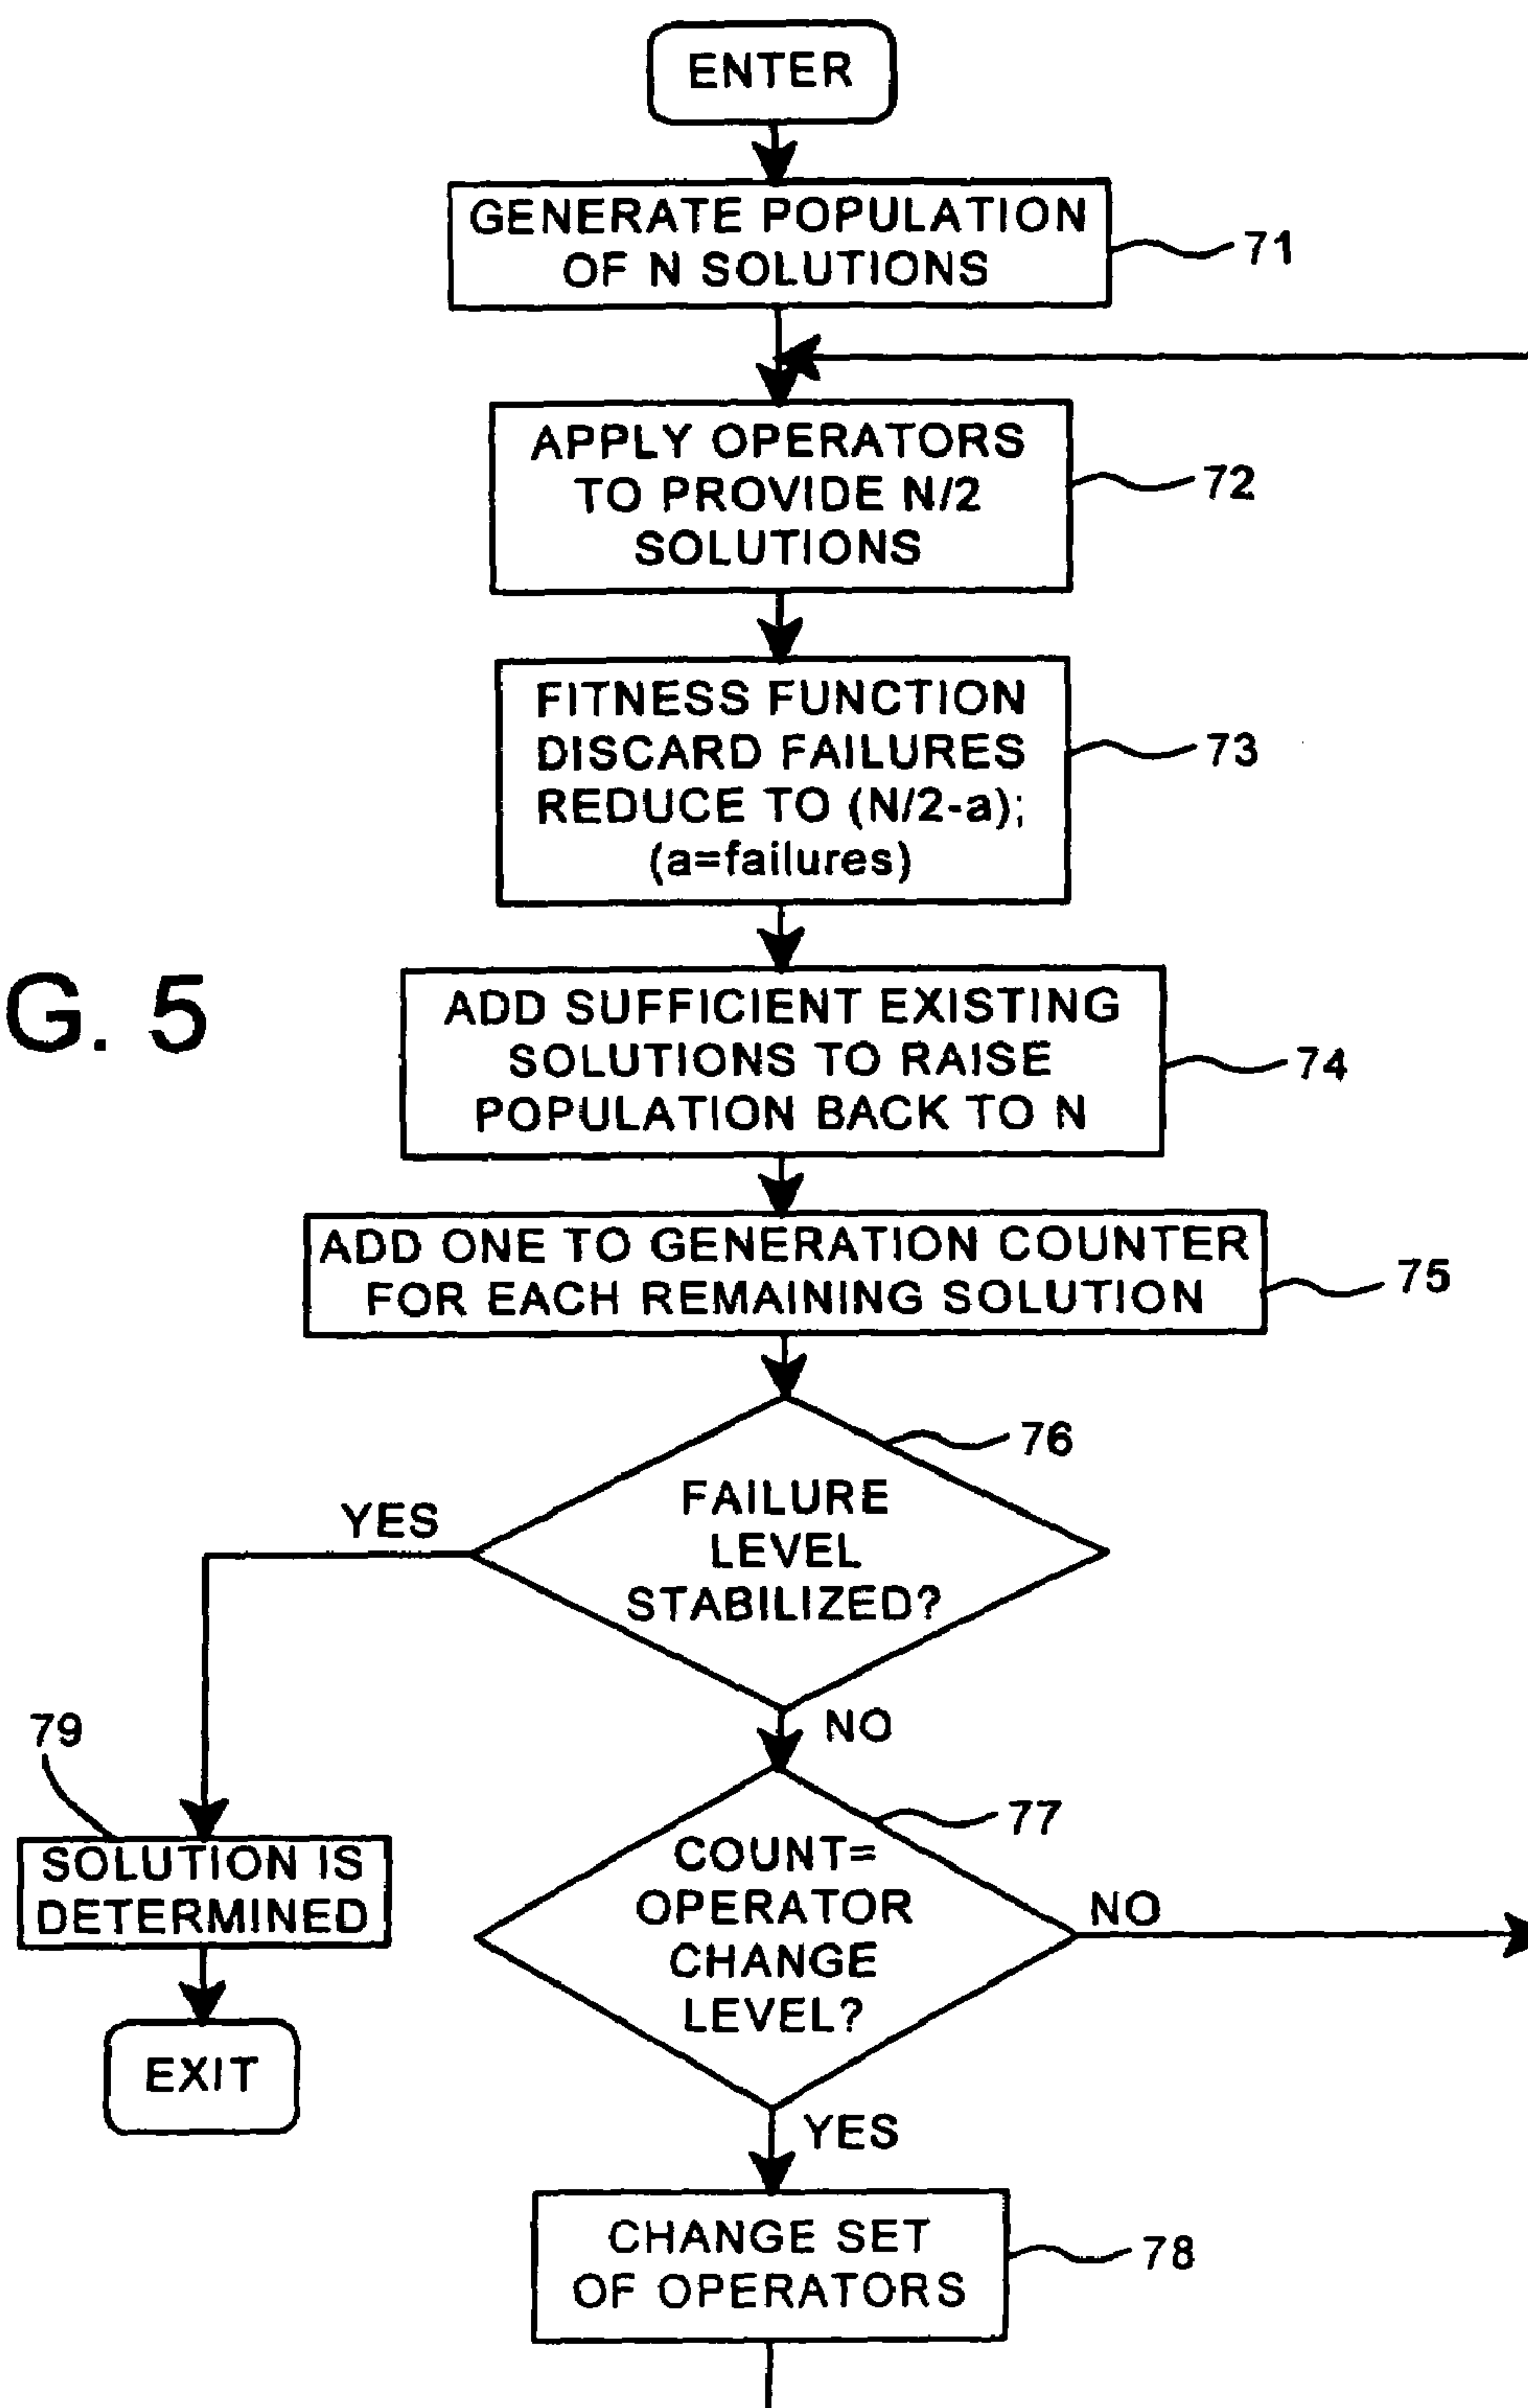 ENTER
GENERATE POPULATION
OF N SOLUTIONS
71
APPLY OPERATORS
TO PROVIDE N/2
SOLUTIONS
72
FITNESS FUNCTION
DISCARD FAILURES
REDUCE TO (N/2-a);
(a=failures)
73
G. 5
ADD SUFFICIENT EXISTING
SOLUTIONS TO RAISE
POPULATION BACK TO N
74
ADD ONE TO GENERATION COUNTER
FOR EACH REMAINING SOLUTION
75
76
FAILURE
LEVEL
STABILIZED?
YES
NO
79
SOLUTION IS
DETERMINED
EXIT
77
COUNT=
OPERATOR
CHANGE
LEVEL?
NO
YES
CHANGE SET
OF OPERATORS
78